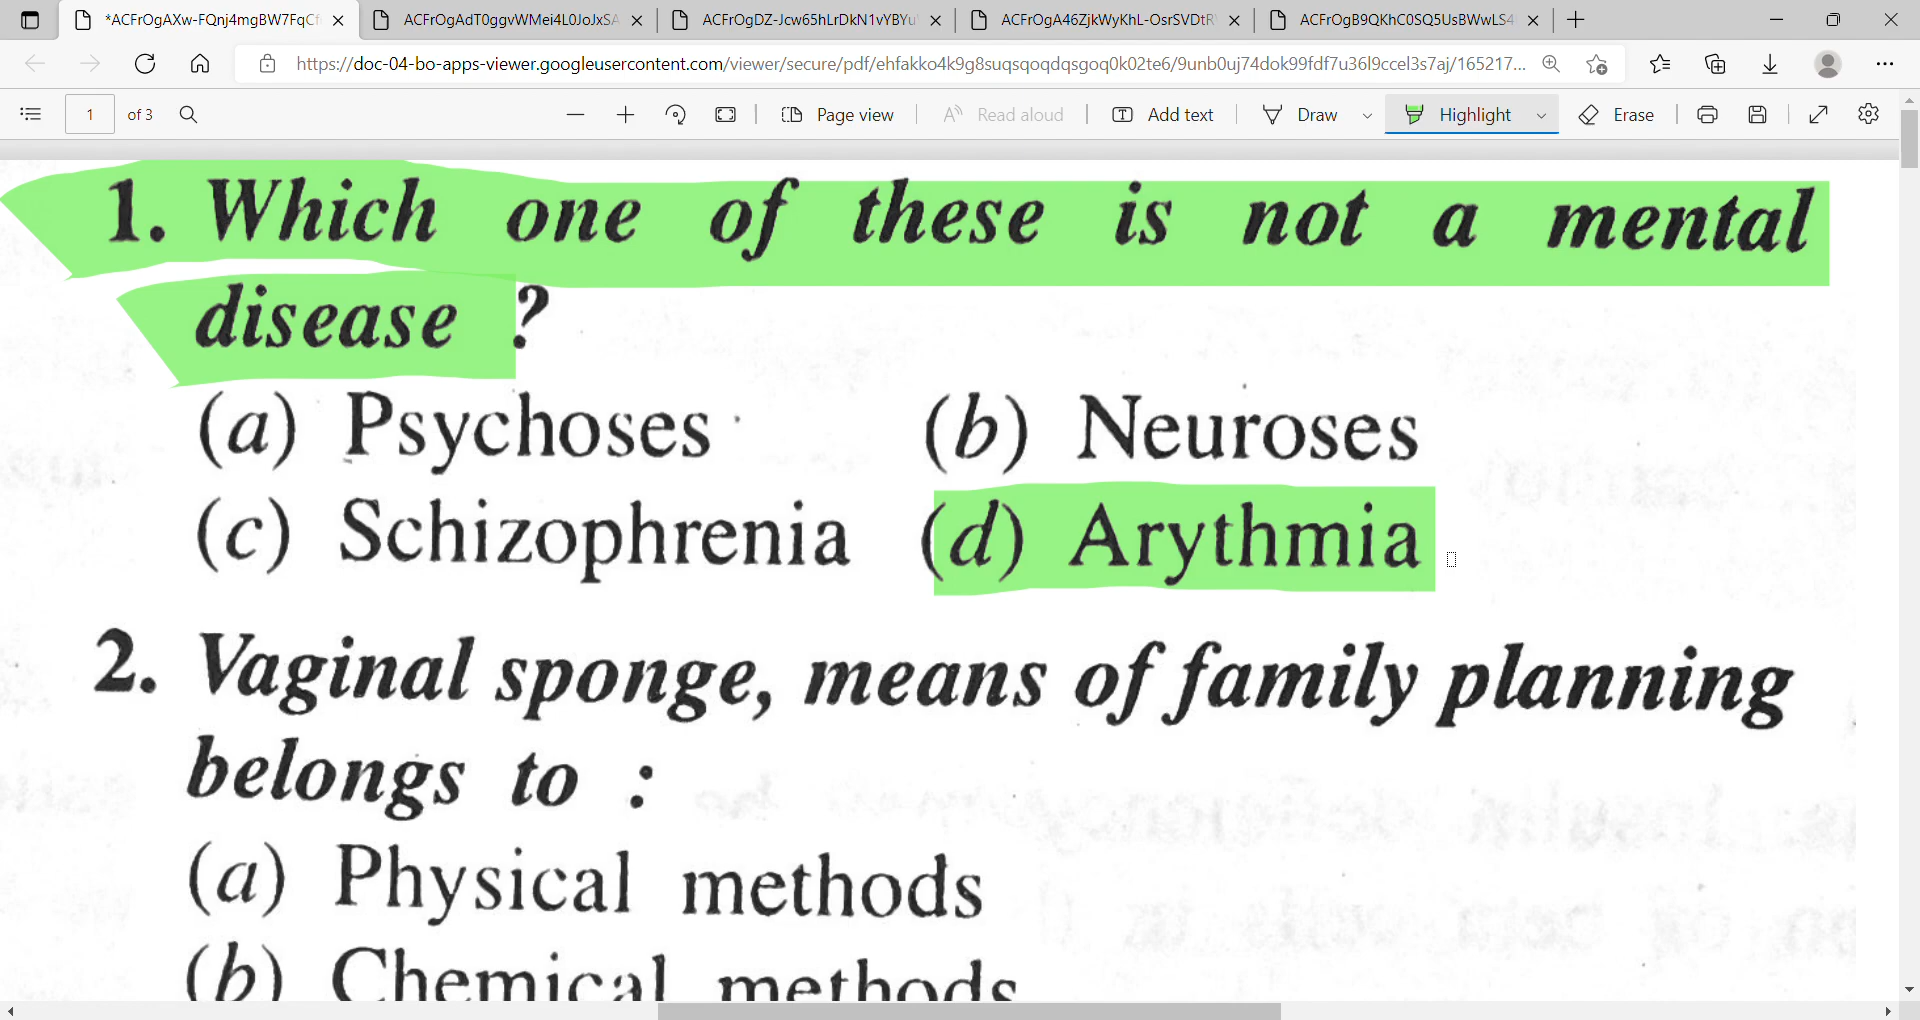 *ACFrOgAXw-FQnj4mgBW7FqCf ACFrOgAdT0ggvWMei4L0JoJxSA ACFrOgDZ-Jcw65hLrDkN1vYBYu ACFrOgA46ZjkWyKhL-OsrSVDtR ACFrOgB9QKhC0SQ5UsBWwLS4
https://doc-04-bo-apps-viewer.googleusercontent.com/viewer/secure/pdf/ehfakko4k9g8suqsqoqdqsgoq0k02te6/9unb0uj74dok99fdf7u36l9ccel3s7aj/165217...
1 of 3 Page view Read aloud Add text Draw Highlight Erase
1. Which one of these is not a mental
disease ?
(a) Psychoses (b) Neuroses
(c) Schizophrenia (d) Arythmia
2. Vaginal sponge, means of family planning
belongs to :
(a) Physical methods
(b) Chemical methods